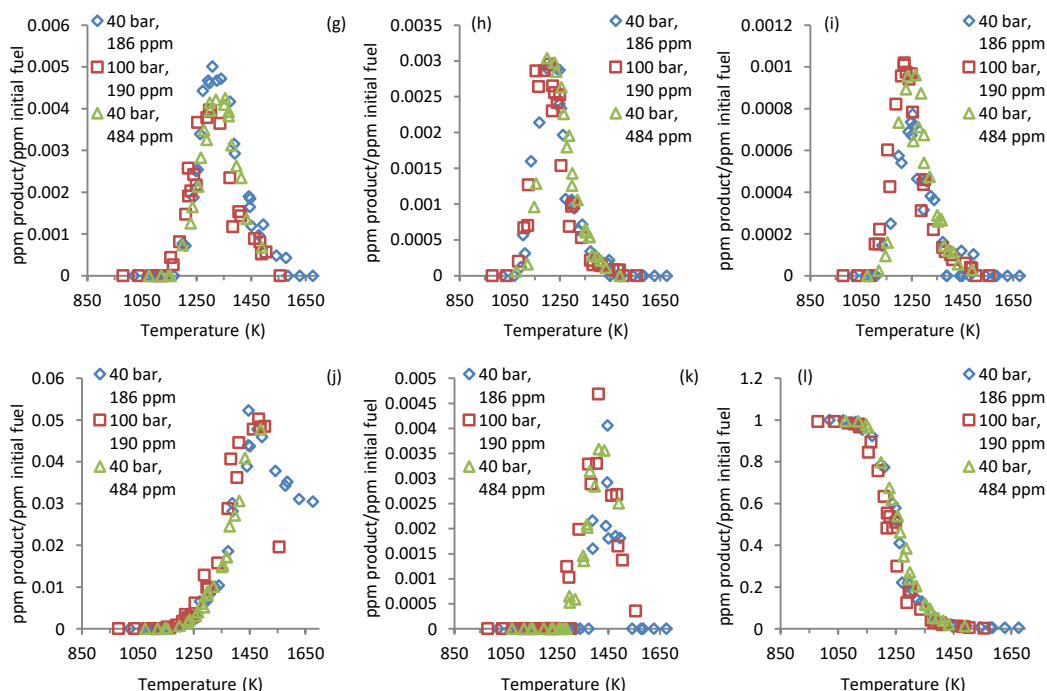 40 bar,
186 ppm
100 bar,
190 ppm
40 bar,
484 ppm
(g)
ppm product/ppm initial fuel
0.006
0.005
0.004
0.003
0.002
0.001
0
850 1050 1250 1450 1650
Temperature (K)
40 bar,
186 ppm
100 bar,
190 ppm
40 bar,
484 ppm
(h)
ppm product/ppm initial fuel
0.0035
0.003
0.0025
0.002
0.0015
0.001
0.0005
0
850 1050 1250 1450 1650
Temperature (K)
40 bar,
186 ppm
100 bar,
190 ppm
40 bar,
484 ppm
(i)
ppm product/ppm initial fuel
0.0012
0.001
0.0008
0.0006
0.0004
0.0002
0
850 1050 1250 1450 1650
Temperature (K)
40 bar,
186 ppm
100 bar,
190 ppm
40 bar,
484 ppm
(j)
ppm product/ppm initial fuel
0.06
0.05
0.04
0.03
0.02
0.01
0
850 1050 1250 1450 1650
Temperature (K)
40 bar,
186 ppm
100 bar,
190 ppm
40 bar,
484 ppm
(k)
ppm product/ppm initial fuel
0.005
0.0045
0.004
0.0035
0.003
0.0025
0.002
0.0015
0.001
0.0005
0
850 1050 1250 1450 1650
Temperature (K)
40 bar,
186 ppm
100 bar,
190 ppm
40 bar,
484 ppm
(l)
ppm product/ppm initial fuel
1.2
1
0.8
0.6
0.4
0.2
0
850 1050 1250 1450 1650
Temperature (K)